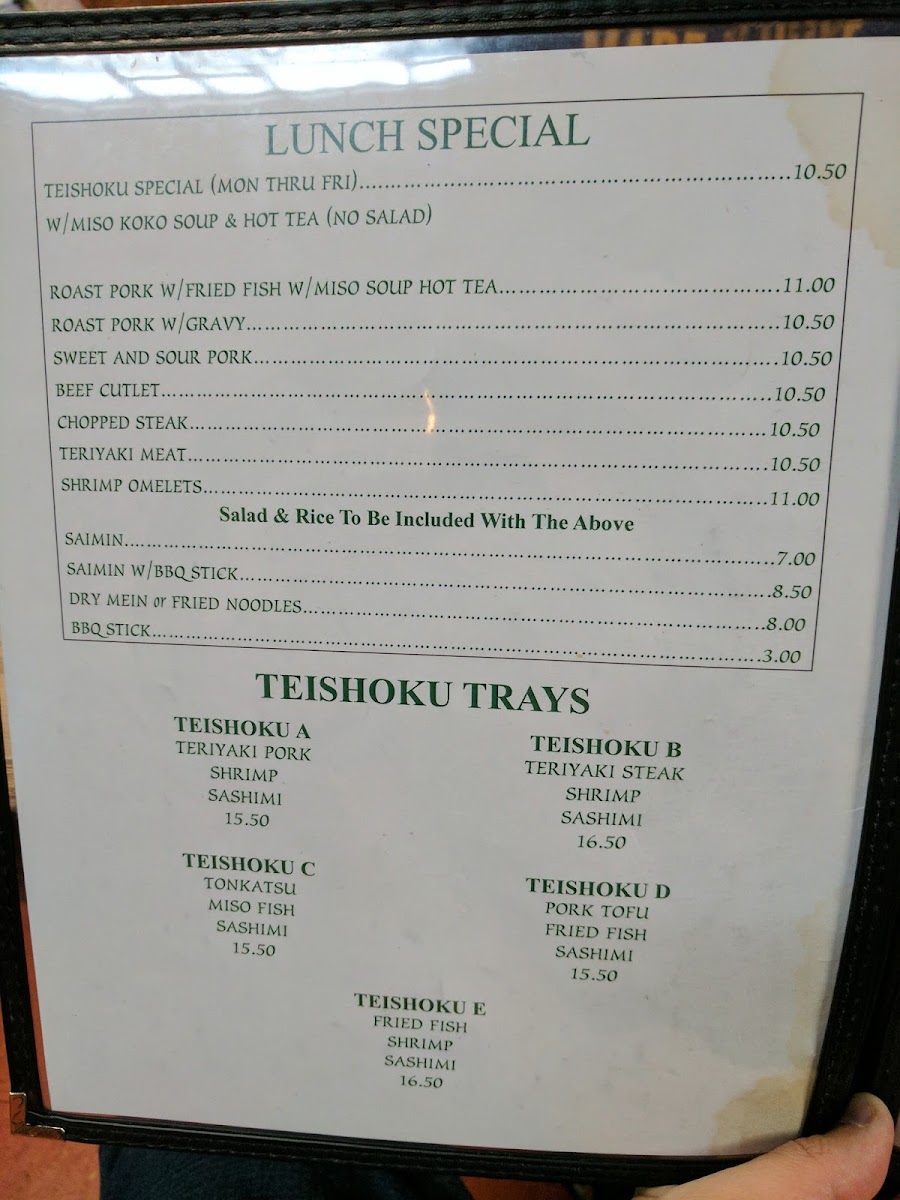 LUNCH SPECIAL
TEISHOKU SPECIAL (MON THRU FRI)...10.50
W/MISO KOKO SOUP & HOT TEA (NO SALAD)
ROAST PORK W/FRIED FISH W/MISO SOUP HOT TEA...11.00
ROAST PORK W/GRAVY...10.50
SWEET AND SOUR PORK...10.50
BEEF CUTLET...10.50
CHOPPED STEAK...10.50
TERIYAKI MEAT...10.50
SHRIMP OMELETS...11.00
Salad & Rice To Be Included With The Above
SAIMIN...7.00
SAIMIN W/BBQ STICK...8.50
DRY MEIN or FRIED NOODLES...8.00
BBQ STICK...3.00
TEISHOKU TRAYS
TEISHOKU A
TERIYAKI PORK
SHRIMP
SASHIMI
15.50
TEISHOKU B
TERIYAKI STEAK
SHRIMP
SASHIMI
16.50
TEISHOKU C
TONKATSU
MISO FISH
SASHIMI
15.50
TEISHOKU D
PORK TOFU
FRIED FISH
SASHIMI
15.50
TEISHOKU E
FRIED FISH
SHRIMP
SASHIMI
16.50